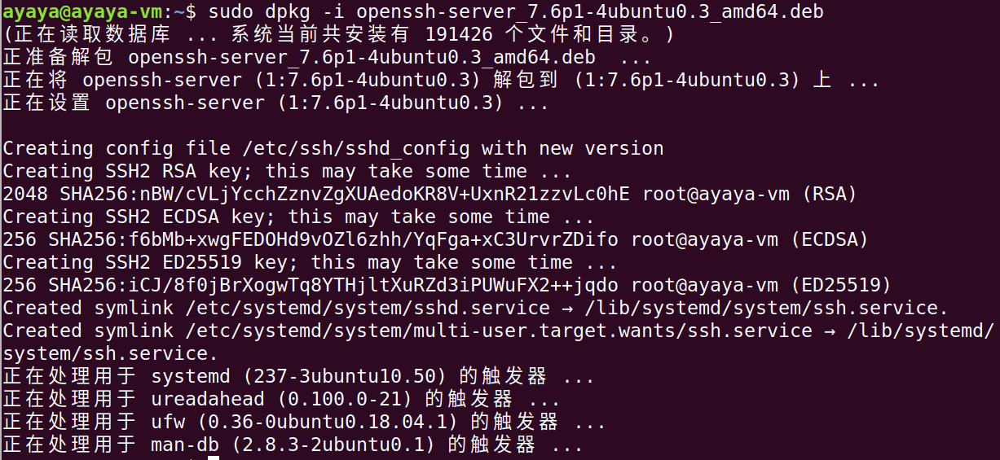 ayaya@ayaya-vm:~$ sudo dpkg -i openssh-server_7.6p1-4ubuntu0.3_amd64.deb
(正在读取数据库 ... 系统当前共安装有 191426 个文件和目录。)
正准备解包 openssh-server_7.6p1-4ubuntu0.3_amd64.deb  ...
正在将 openssh-server (1:7.6p1-4ubuntu0.3) 解包到 (1:7.6p1-4ubuntu0.3) 上 ...
正在设置 openssh-server (1:7.6p1-4ubuntu0.3) ...
Creating config file /etc/ssh/sshd_config with new version
Creating SSH2 RSA key; this may take some time ...
2048 SHA256:nBW/cVLjYcchZznvZgXUAedoKR8V+UxnR21zzvLc0hE root@ayaya-vm (RSA)
Creating SSH2 ECDSA key; this may take some time ...
256 SHA256:f6bMb+xwgFEDOHd9vOZl6zhh/YqFga+xC3UrvrZDifo root@ayaya-vm (ECDSA)
Creating SSH2 ED25519 key; this may take some time ...
256 SHA256:iCJ/8f0jBrXogwTq8YTHjltXuRZd3iPUWuFX2++jqdo root@ayaya-vm (ED25519)
Created symlink /etc/systemd/system/sshd.service → /lib/systemd/system/ssh.service.
Created symlink /etc/systemd/system/multi-user.target.wants/ssh.service → /lib/systemd/
system/ssh.service.
正在处理用于 systemd (237-3ubuntu10.50) 的触发器 ...
正在处理用于 ureadahead (0.100.0-21) 的触发器 ...
正在处理用于 ufw (0.36-0ubuntu0.18.04.1) 的触发器 ...
正在处理用于 man-db (2.8.3-2ubuntu0.1) 的触发器 ...